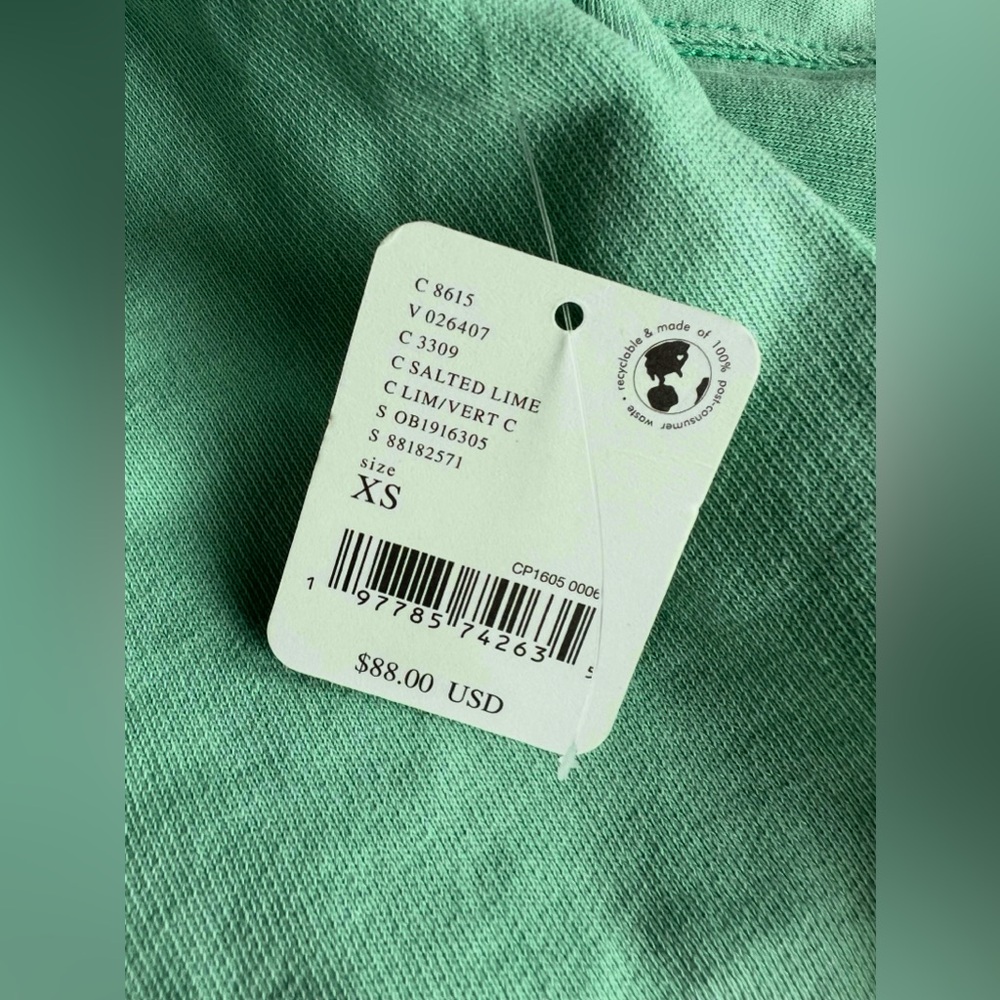 C 8615
V 026407
C 3309
C SALTED LIME
C LIM/VERT C
S OB1916305
S 88182571
size
XS
recyclable & made of 100% post-consumer waste •
CP1605 0006
1 97785 74263 5
$88.00 USD